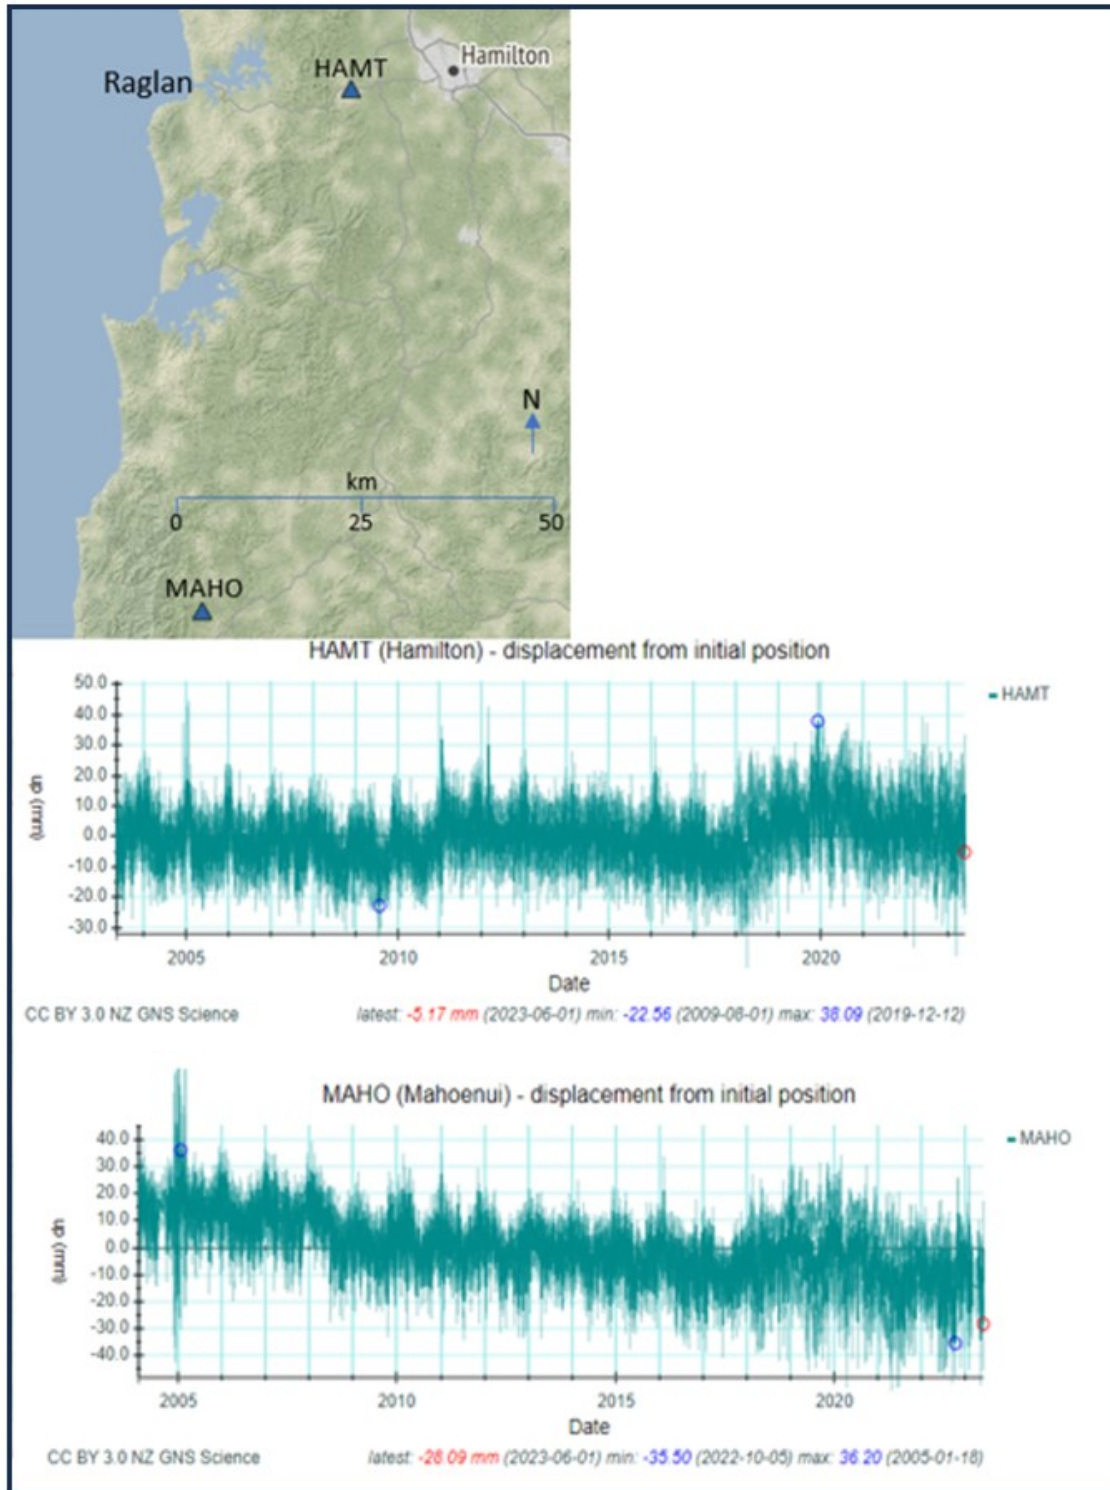 Raglan
HAMT
Hamilton
N
km
0 25 50
MAHO
HAMT (Hamilton) - displacement from initial position
HAMT
up (mm)
50.0
40.0
30.0
20.0
10.0
0.0
-10.0
-20.0
-30.0
2005 2010 2015 2020
Date
CC BY 3.0 NZ GNS Science latest: -5.17 mm (2023-06-01) min: -22.56 (2009-08-01) max: 38.09 (2019-12-12)
MAHO (Mahoenui) - displacement from initial position
MAHO
up (mm)
40.0
30.0
20.0
10.0
0.0
-10.0
-20.0
-30.0
-40.0
2005 2010 2015 2020
Date
CC BY 3.0 NZ GNS Science latest: -28.09 mm (2023-06-01) min: -35.50 (2022-10-05) max: 36.20 (2005-01-18)